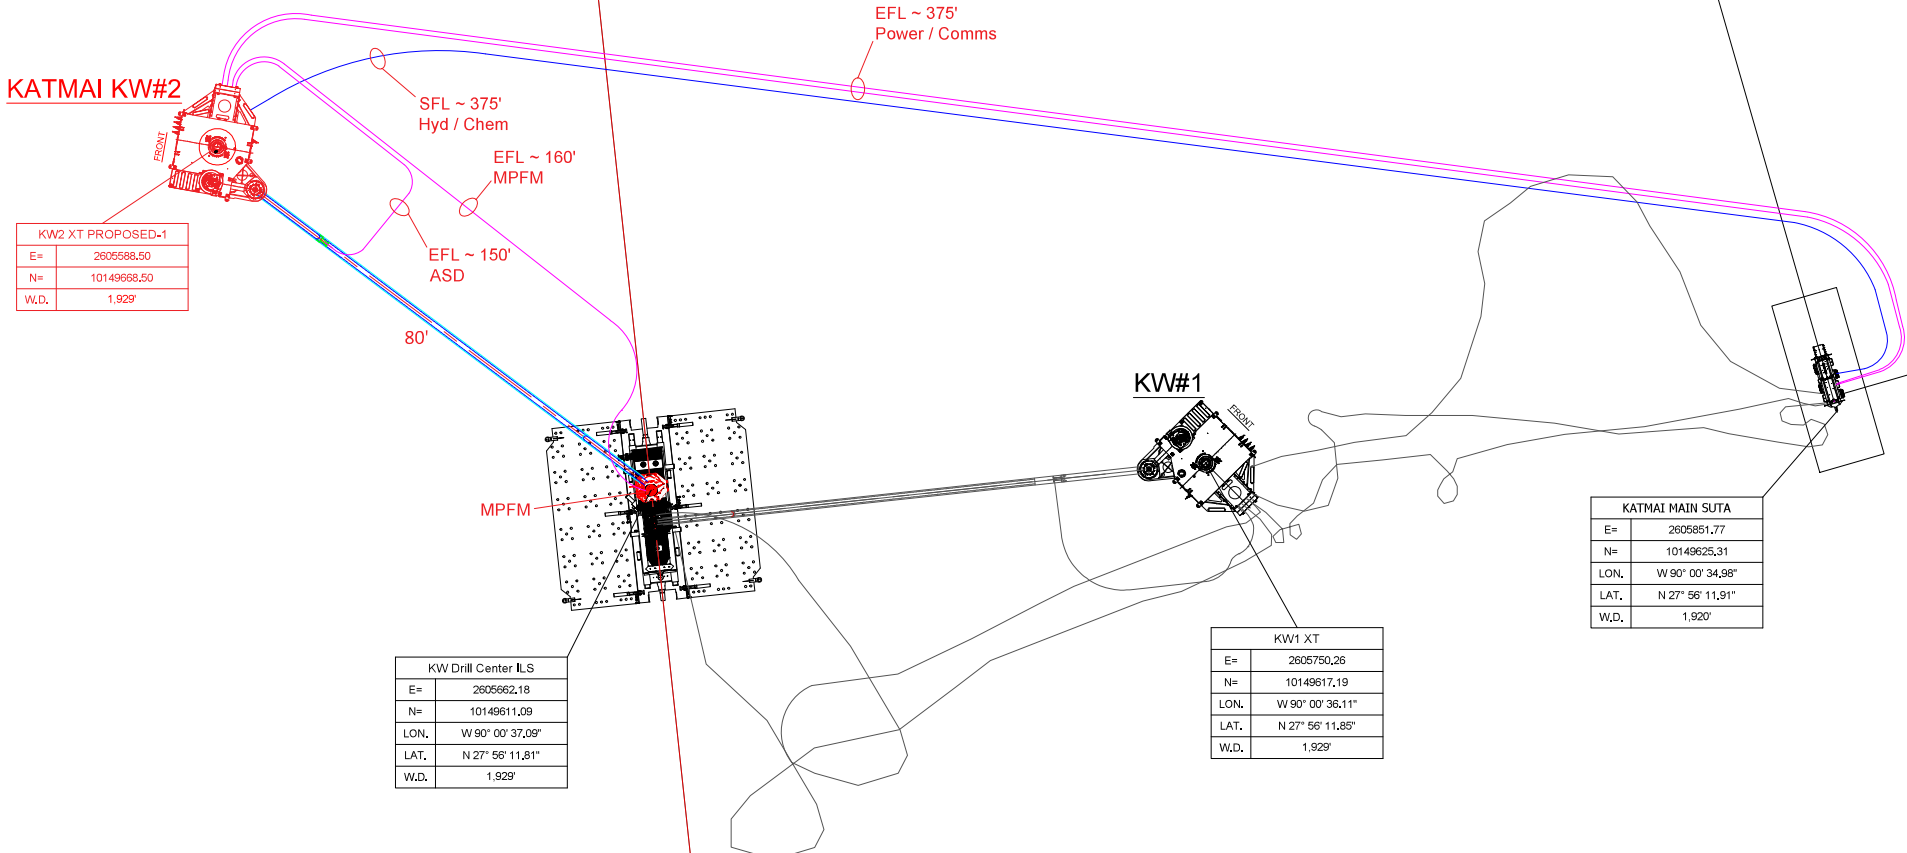 EFL ~ 375'
Power / Comms
KATMAI KW#2
SFL ~ 375'
Hyd / Chem
FRONT
EFL ~ 160'
MPFM
KW2 XT PROPOSED-1
E= 2605588.50
N= 10149668.50
W.D. 1,929'
EFL ~ 150'
ASD
80'
KW#1
FRONT
MPFM
KATMAI MAIN SUTA
E= 2605851.77
N= 10149625.31
LON. W 90° 00' 34.98"
LAT. N 27° 56' 11.91"
W.D. 1,920'
KW1 XT
E= 2605750.26
N= 10149617.19
LON. W 90° 00' 36.11"
LAT. N 27° 56' 11.85"
W.D. 1,929'
KW Drill Center ILS
E= 2605662.18
N= 10149611.09
LON. W 90° 00' 37.09"
LAT. N 27° 56' 11.81"
W.D. 1,929'